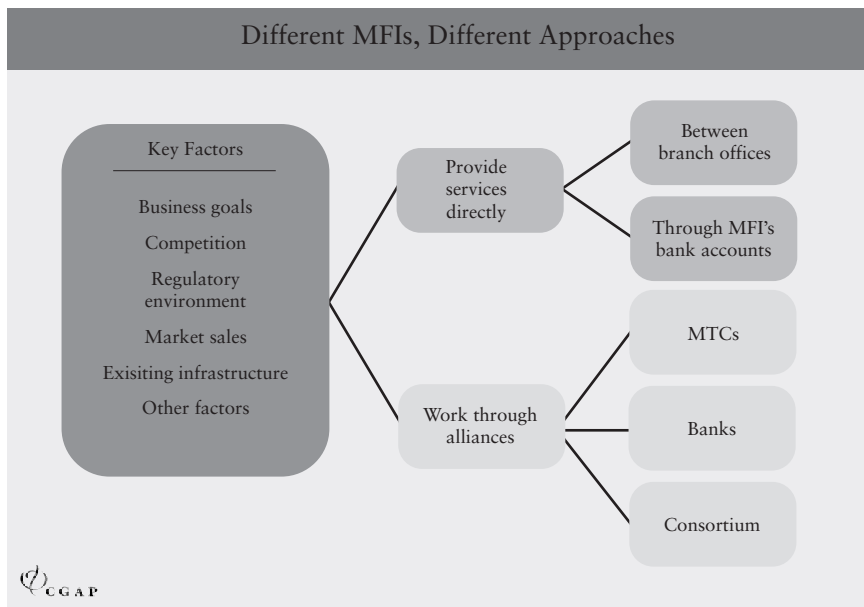 Different MFIs, Different Approaches
Key Factors
Business goals
Competition
Regulatory
environment
Market sales
Exisiting infrastructure
Other factors
Provide
services
directly
Between
branch offices
Through MFI's
bank accounts
Work through
alliances
MTCs
Banks
Consortium
CGAP